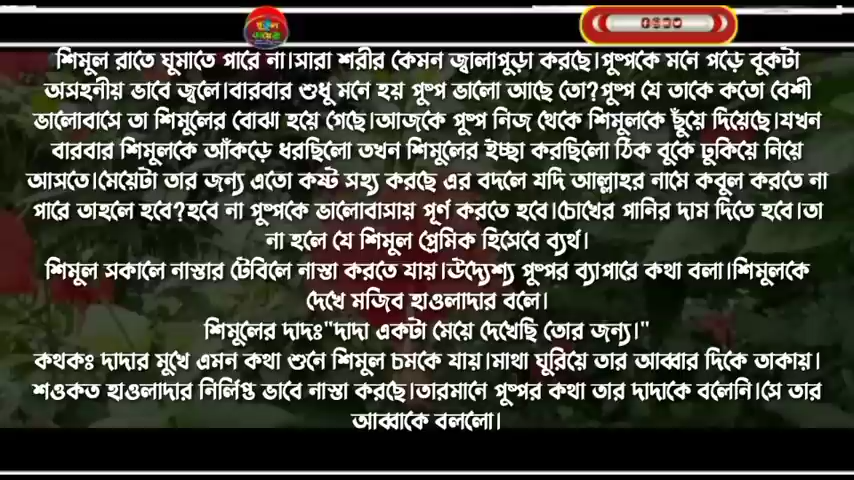 শিমুল রাতে ঘুমাতে পারে না।সারা শরীর কেমন জ্বালাপুড়া করছে।পুষ্পকে মনে পড়ে বুকটা
অসহনীয় ভাবে জ্বলে।বারবার শুধু মনে হয় পুষ্প ভালো আছে তো?পুষ্প যে তাকে কতো বেশী
ভালোবাসে তা শিমুলের বোঝা হয়ে গেছে।আজকে পুষ্প নিজ থেকে শিমুলকে ছুঁয়ে দিয়েছে।যখন
বারবার শিমুলকে আঁকড়ে ধরছিলো তখন শিমুলের ইচ্ছা করছিলো ঠিক বুকে ঢুকিয়ে নিয়ে
আসতে।মেয়েটা তার জন্য এতো কষ্ট সহ্য করছে এর বদলে যদি আল্লাহর নামে কবুল করতে না
পারে তাহলে হবে?হবে না পুষ্পকে ভালোবাসায় পূর্ণ করতে হবে।চোখের পানির দাম দিতে হবে।তা
না হলে যে শিমুল প্রেমিক হিসেবে ব্যর্থ।
শিমুল সকালে নাস্তার টেবিলে নাস্তা করতে যায়।উদ্যেশ্য পুষ্পর ব্যাপারে কথা বলা।শিমুলকে
দেখে মজিব হাওলাদার বলে।
শিমুলের দাদঃ"দাদা একটা মেয়ে দেখেছি তোর জন্য।"
কথকঃ দাদার মুখে এমন কথা শুনে শিমুল চমকে যায়।মাথা ঘুরিয়ে তার আব্বার দিকে তাকায়।
শওকত হাওলাদার নির্লিপ্ত ভাবে নাস্তা করছে।তারমানে পুষ্পর কথা তার দাদাকে বলেনি।সে তার
আব্বাকে বললো।